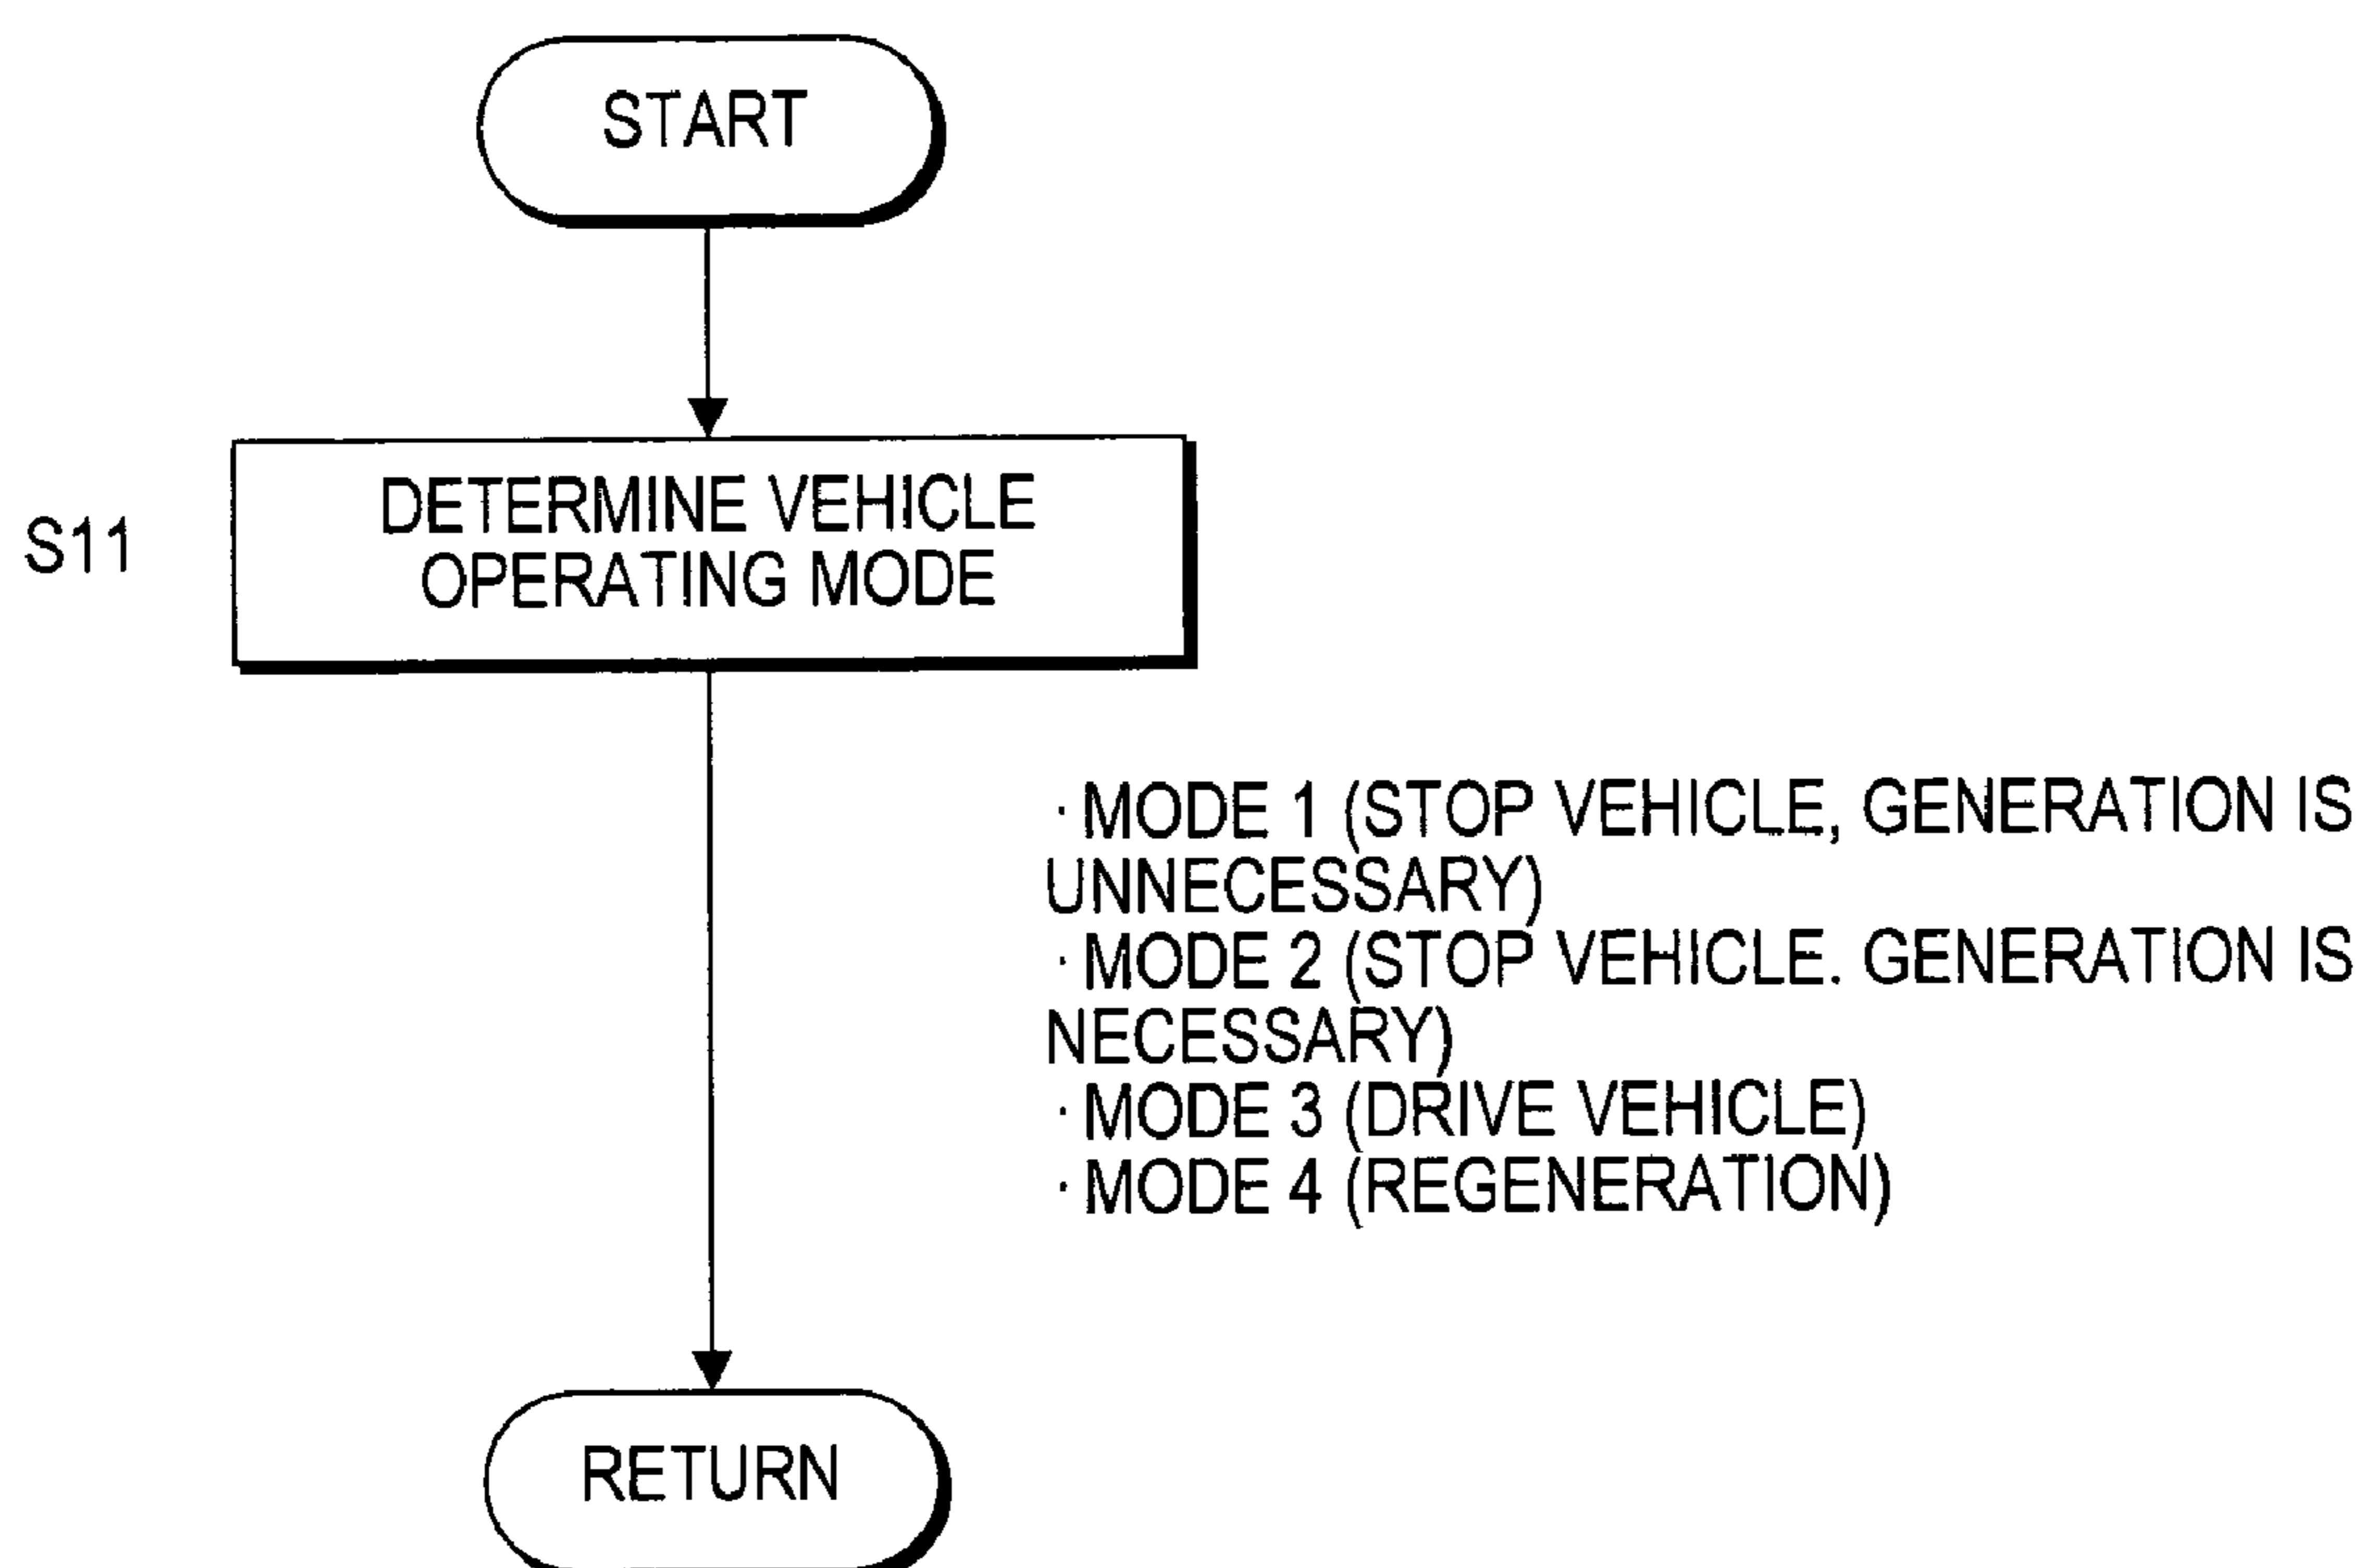 START
S11
DETERMINE VEHICLE
OPERATING MODE
· MODE 1 (STOP VEHICLE, GENERATION IS
UNNECESSARY)
· MODE 2 (STOP VEHICLE. GENERATION IS
NECESSARY)
· MODE 3 (DRIVE VEHICLE)
· MODE 4 (REGENERATION)
RETURN